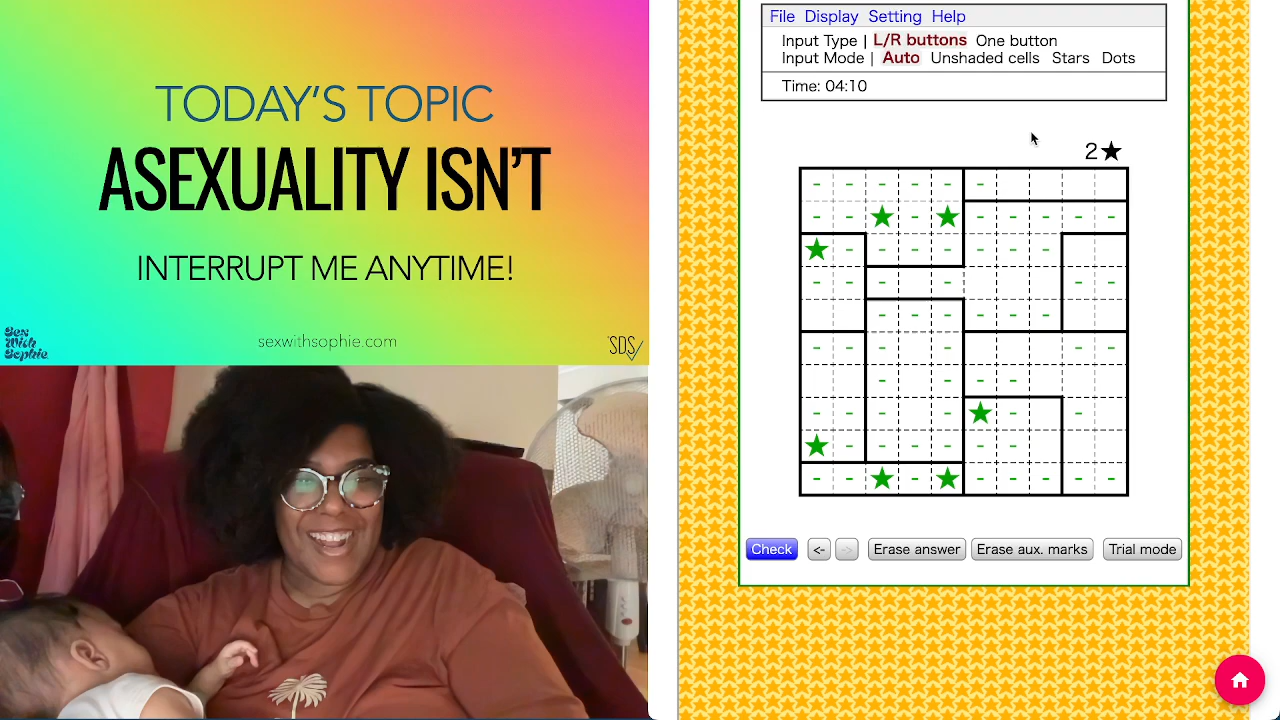 TODAY'S TOPIC
ASEXUALITY ISN'T
INTERRUPT ME ANYTIME!
Sex
With
Sophie
sexwithsophie.com
SDS
File Display Setting Help
Input Type | L/R buttons One button
Input Mode | Auto Unshaded cells Stars Dots
Time: 04:10
2★
Check <- -> Erase answer Erase aux. marks Trial mode